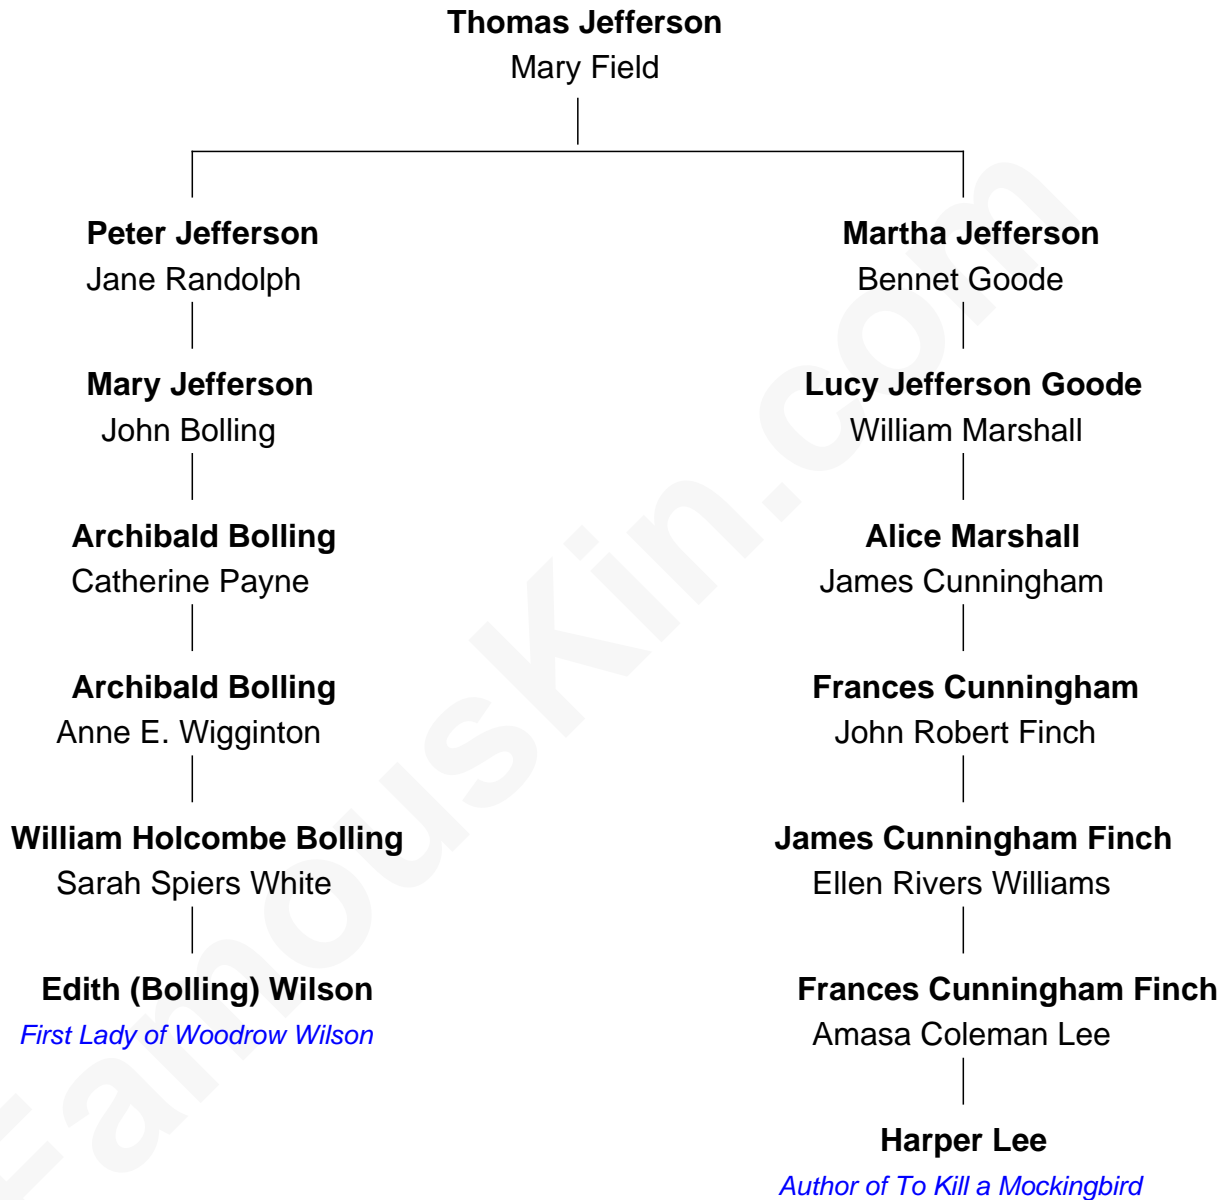 Thomas Jefferson
Mary Field
Peter Jefferson
Jane Randolph
Martha Jefferson
Bennet Goode
Mary Jefferson
John Bolling
Lucy Jefferson Goode
William Marshall
Archibald Bolling
Catherine Payne
Alice Marshall
James Cunningham
Archibald Bolling
Anne E. Wigginton
Frances Cunningham
John Robert Finch
William Holcombe Bolling
Sarah Spiers White
James Cunningham Finch
Ellen Rivers Williams
Edith (Bolling) Wilson
First Lady of Woodrow Wilson
Frances Cunningham Finch
Amasa Coleman Lee
Harper Lee
Author of To Kill a Mockingbird
FamousKin.com